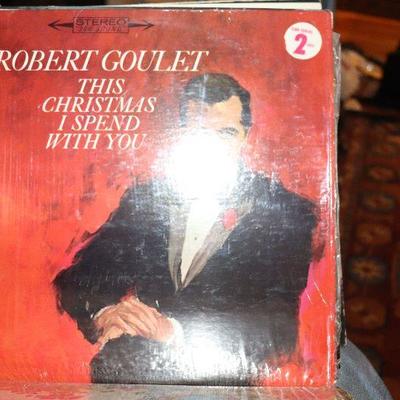 STEREO
ROBERT GOULET
THIS
CHRISTMAS
I SPEND
WITH YOU
2